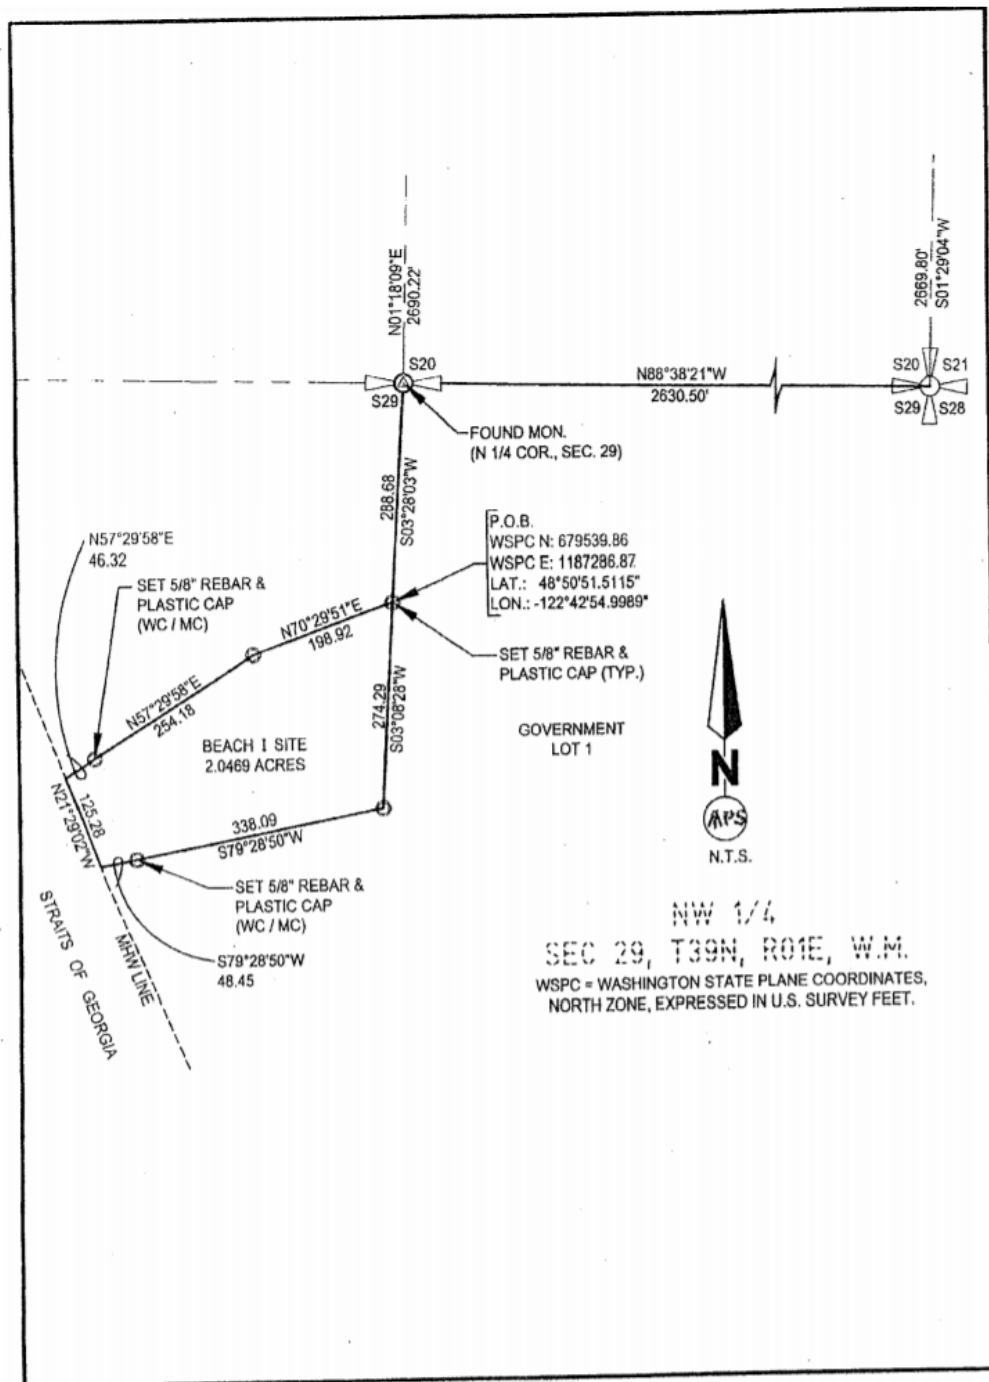 N01°18'09"E
2690.22'
2669.80'
S01°29'04"W
S20
S29
N88°38'21"W
2630.50'
S20
S21
S29
S28
FOUND MON.
(N 1/4 COR., SEC. 29)
288.68
S03°28'03"W
P.O.B.
WSPC N: 679539.86
WSPC E: 1187286.87
LAT.: 48°50'51.5115"
LON.: -122°42'54.9989"
N57°29'58"E
46.32
SET 5/8" REBAR &
PLASTIC CAP
(WC / MC)
N70°29'51"E
198.92
SET 5/8" REBAR &
PLASTIC CAP (TYP.)
N57°29'58"E
254.18
274.29
S03°08'28"W
BEACH I SITE
2.0469 ACRES
GOVERNMENT
LOT 1
125.28
N21°29'02"W
338.09
S79°28'50"W
N
APS
N.T.S.
SET 5/8" REBAR &
PLASTIC CAP
(WC / MC)
S79°28'50"W
48.45
STRAITS OF GEORGIA
MHW LINE
NW 1/4
SEC 29, T39N, R01E, W.M.
WSPC = WASHINGTON STATE PLANE COORDINATES,
NORTH ZONE, EXPRESSED IN U.S. SURVEY FEET.